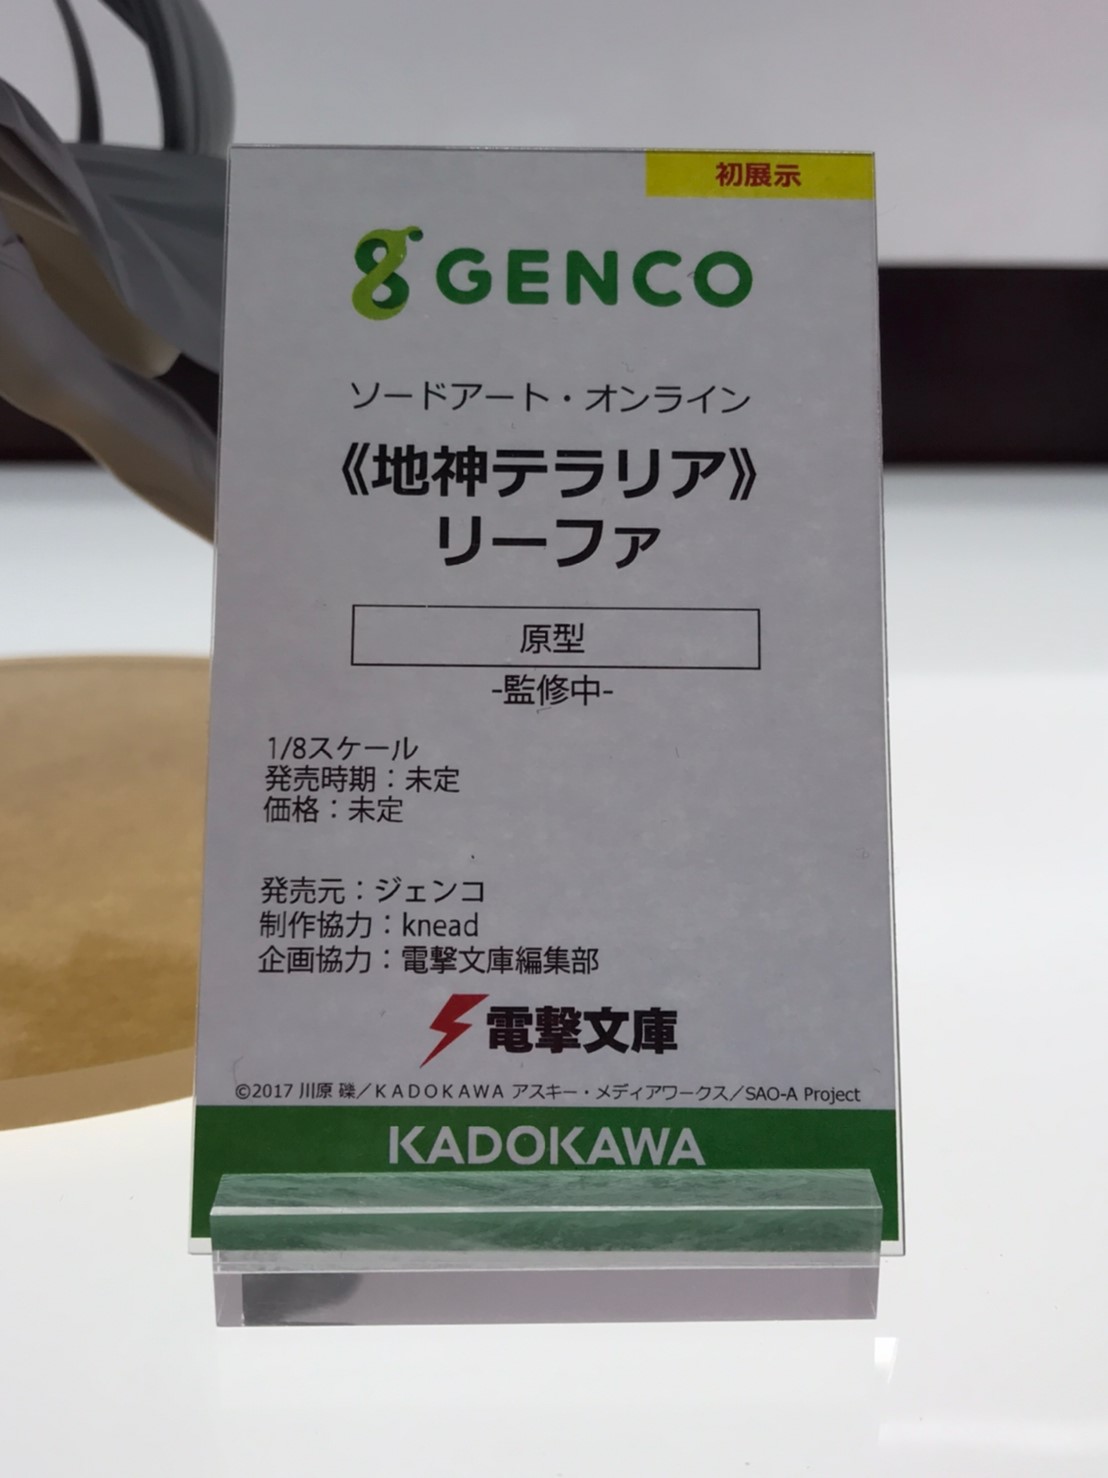 初展示
GENCO
ソードアート・オンライン
《地神テラリア》
リーファ
原型
-監修中-
1/8スケール
発売時期：未定
価格：未定
発売元：ジェンコ
制作協力：knead
企画協力：電撃文庫編集部
電撃文庫
©2017 川原 礫／KADOKAWA アスキー・メディアワークス／SAO-A Project
KADOKAWA